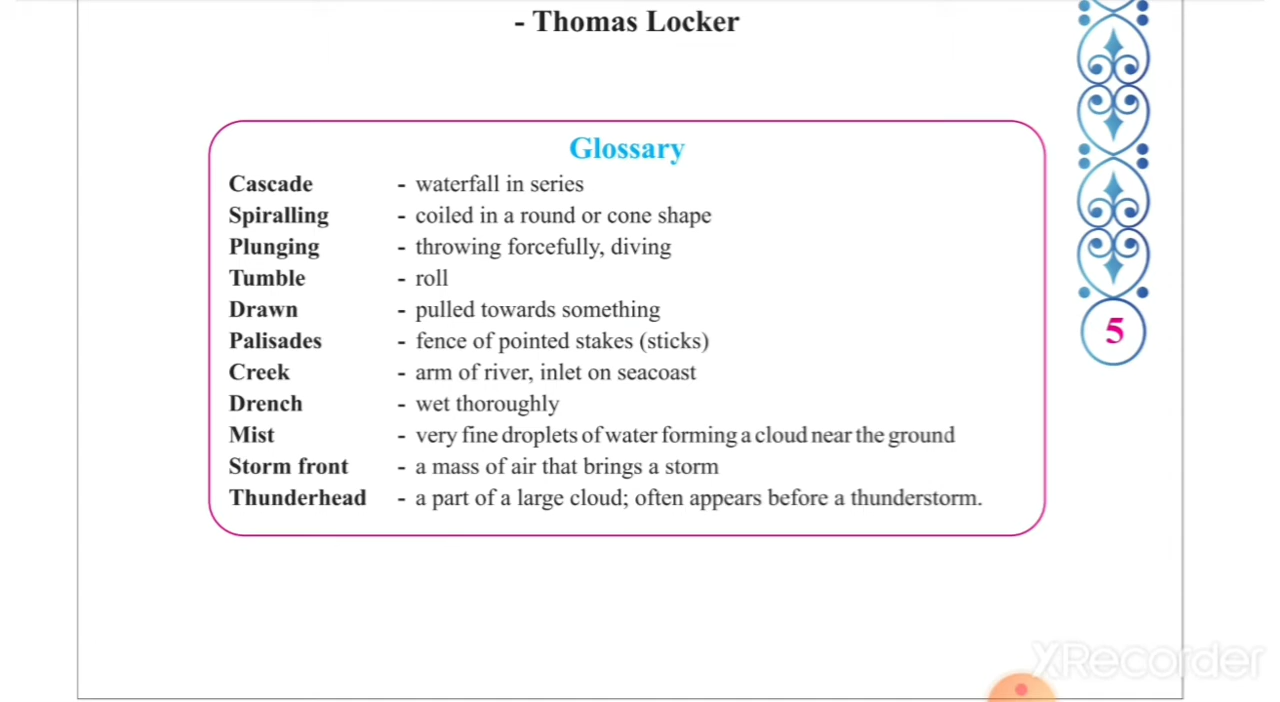 - Thomas Locker
Glossary
Cascade - waterfall in series
Spiralling - coiled in a round or cone shape
Plunging - throwing forcefully, diving
Tumble - roll
Drawn - pulled towards something
Palisades - fence of pointed stakes (sticks)
Creek - arm of river, inlet on seacoast
Drench - wet thoroughly
Mist - very fine droplets of water forming a cloud near the ground
Storm front - a mass of air that brings a storm
Thunderhead - a part of a large cloud; often appears before a thunderstorm.
5
XRecorder